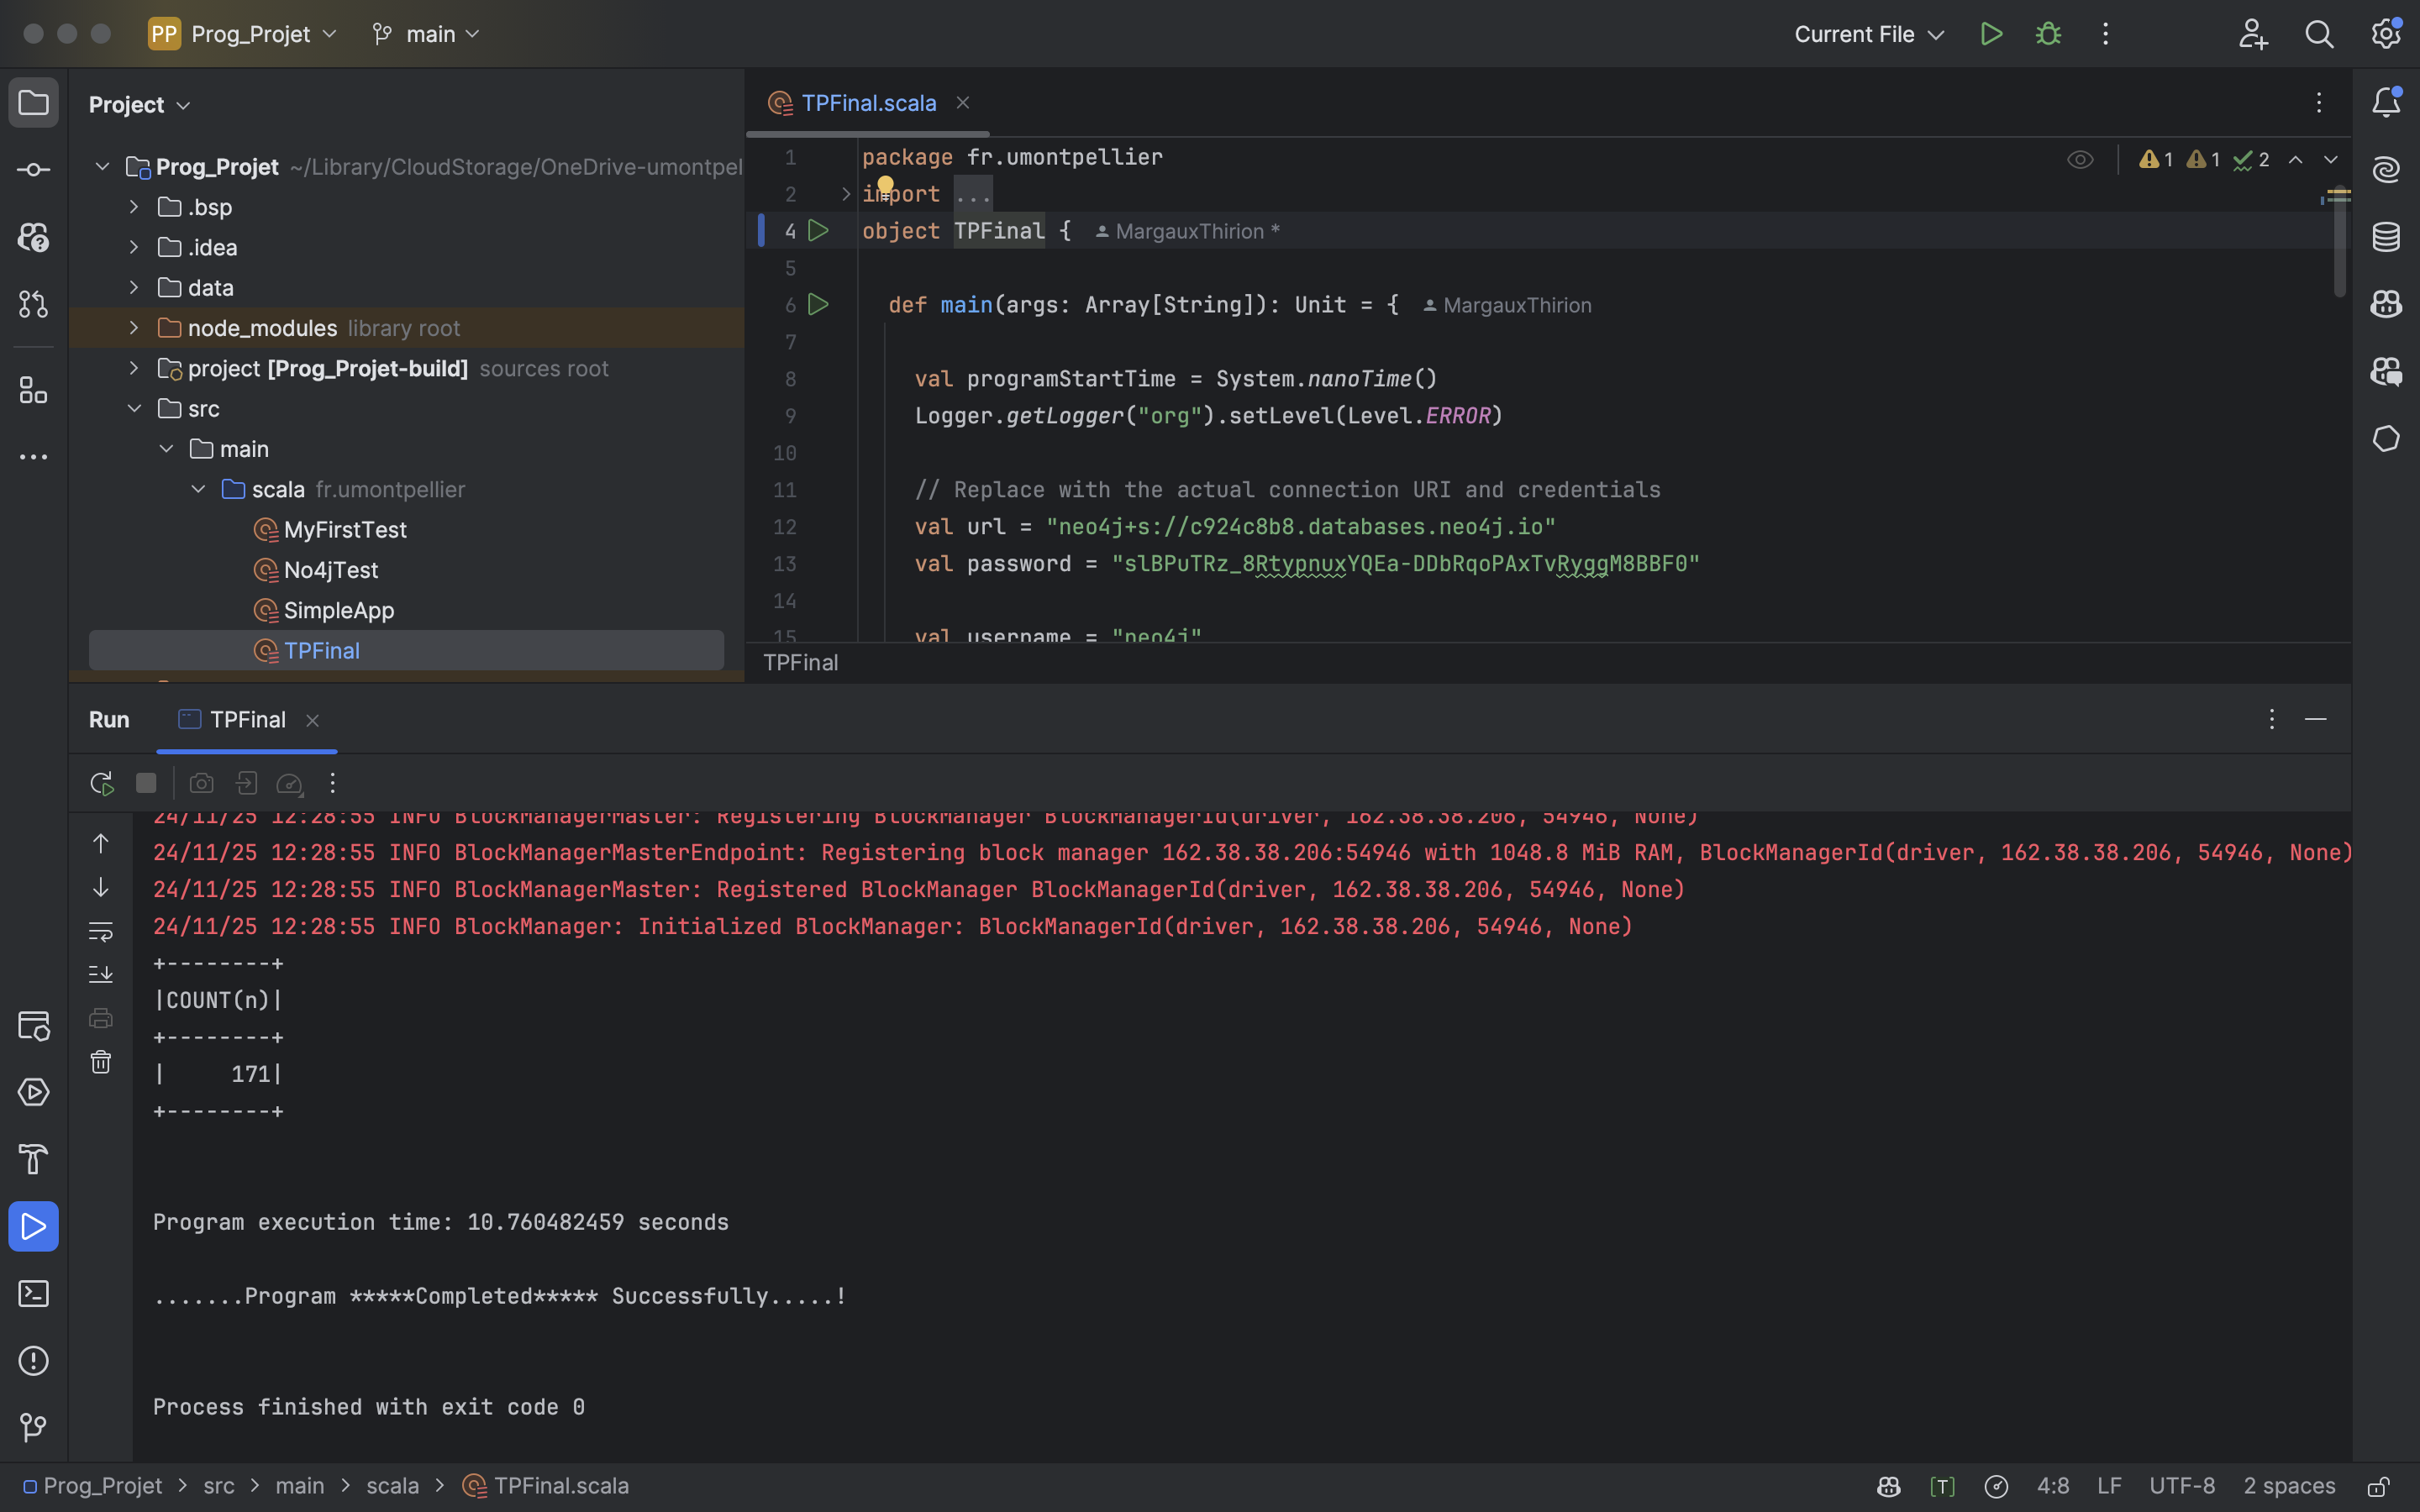 PP Prog_Projet main Current File
Project
Prog_Projet ~/Library/CloudStorage/OneDrive-umontpel
.bsp
.idea
data
node_modules library root
project [Prog_Projet-build] sources root
src
main
scala fr.umontpellier
MyFirstTest
No4jTest
SimpleApp
TPFinal
TPFinal.scala
1 package fr.umontpellier
2 import ...
4 object TPFinal { MargauxThirion *
5
6 def main(args: Array[String]): Unit = { MargauxThirion
7
8 val programStartTime = System.nanoTime()
9 Logger.getLogger("org").setLevel(Level.ERROR)
10
11 // Replace with the actual connection URI and credentials
12 val url = "neo4j+s://c924c8b8.databases.neo4j.io"
13 val password = "slBPuTRz_8RtypnuxYQEa-DDbRqoPAxTvRyggM8BBF0"
14
15 val username = "neo4j"
1 1 2
TPFinal
Run TPFinal
24/11/25 12:28:55 INFO BlockManagerMaster: Registering BlockManager BlockManagerId(driver, 162.38.38.206, 54946, None)
24/11/25 12:28:55 INFO BlockManagerMasterEndpoint: Registering block manager 162.38.38.206:54946 with 1048.8 MiB RAM, BlockManagerId(driver, 162.38.38.206, 54946, None)
24/11/25 12:28:55 INFO BlockManagerMaster: Registered BlockManager BlockManagerId(driver, 162.38.38.206, 54946, None)
24/11/25 12:28:55 INFO BlockManager: Initialized BlockManager: BlockManagerId(driver, 162.38.38.206, 54946, None)
+--------+
|COUNT(n)|
+--------+
|     171|
+--------+
Program execution time: 10.760482459 seconds
.......Program *****Completed***** Successfully.....!
Process finished with exit code 0
Prog_Projet > src > main > scala > TPFinal.scala
[T] 4:8 LF UTF-8 2 spaces